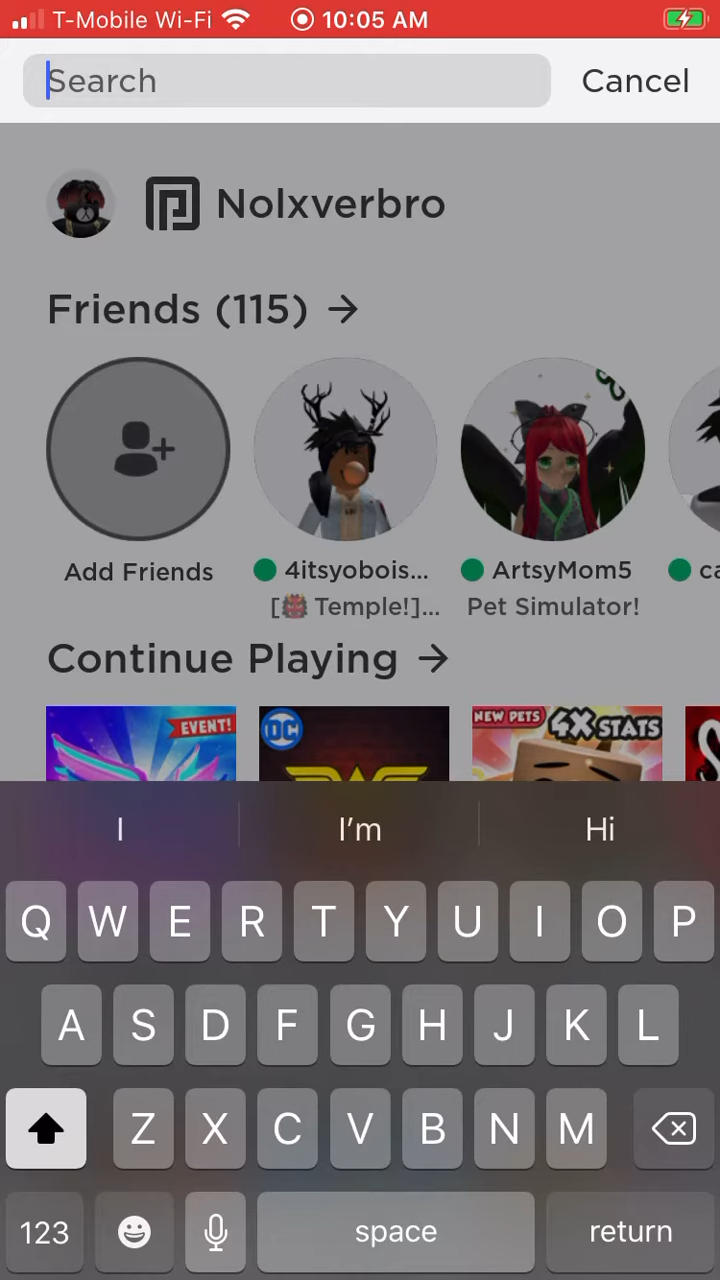 T-Mobile Wi-Fi 10:05 AM
Search Cancel
Nolxverbro
Friends (115) →
Add Friends 4itsyobois... ArtsyMom5 ca
[👹 Temple!]... Pet Simulator!
Continue Playing →
EVENT! DC NEW PETS 4X STATS
I I'm Hi
Q W E R T Y U I O P
A S D F G H J K L
Z X C V B N M
123 space return